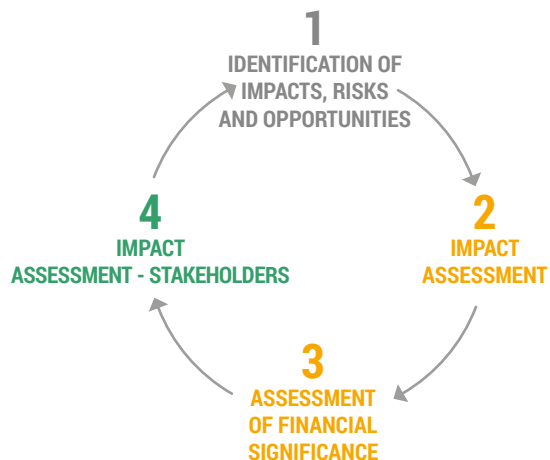 1
IDENTIFICATION OF
IMPACTS, RISKS
AND OPPORTUNITIES
2
IMPACT
ASSESSMENT
3
ASSESSMENT
OF FINANCIAL
SIGNIFICANCE
4
IMPACT
ASSESSMENT - STAKEHOLDERS